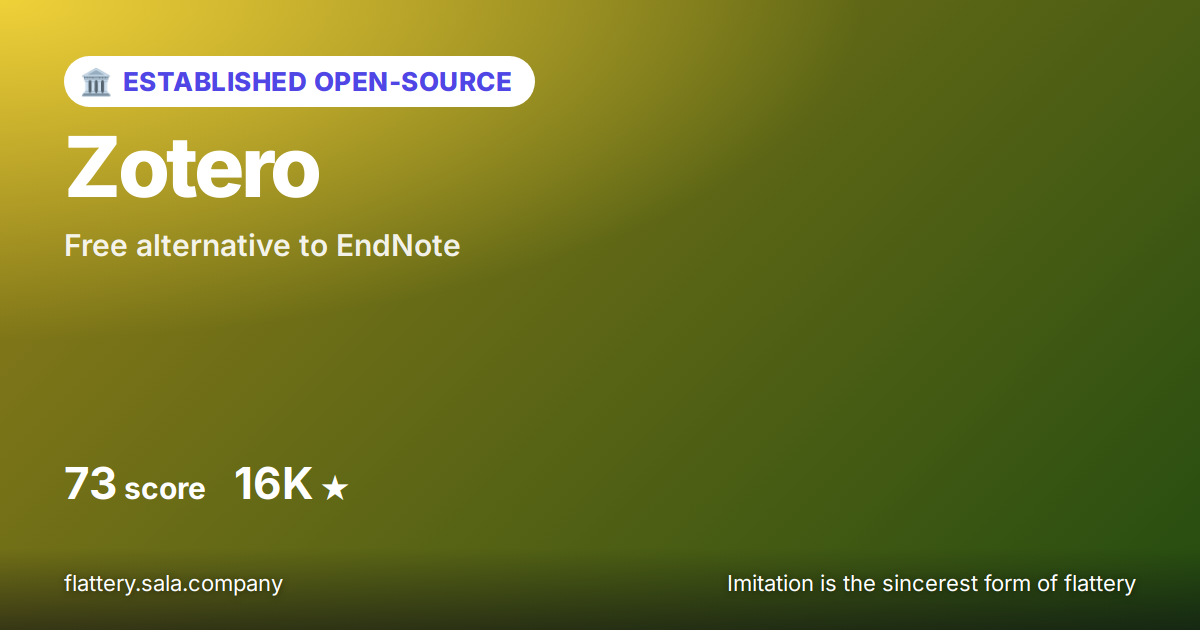 🏛️ ESTABLISHED OPEN-SOURCE
Zotero
Free alternative to EndNote
73 score 16K ★
flattery.sala.company
Imitation is the sincerest form of flattery